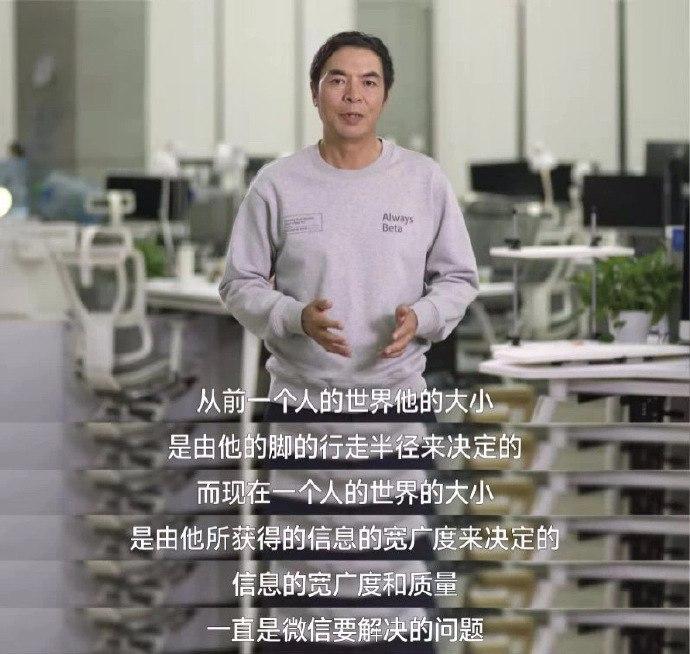 Always
Beta
从前一个人的世界他的大小
是由他的脚的行走半径来决定的
而现在一个人的世界的大小
是由他所获得的信息的宽广度来决定的
信息的宽广度和质量
一直是微信要解决的问题